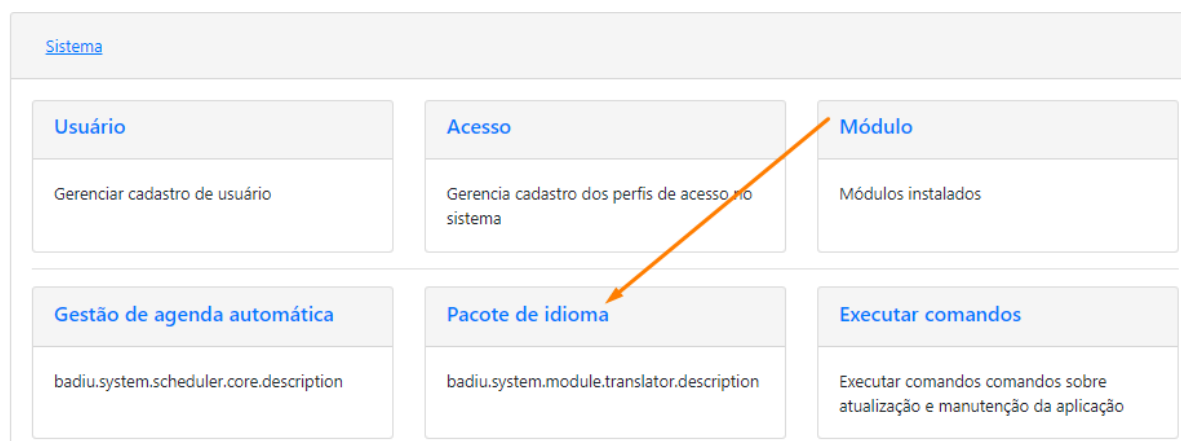 Sistema
Usuário
Acesso
Módulo
Gerenciar cadastro de usuário
Gerencia cadastro dos perfis de acesso no
sistema
Módulos instalados
Gestão de agenda automática
Pacote de idioma
Executar comandos
badiu.system.scheduler.core.description
badiu.system.module.translator.description
Executar comandos comandos sobre
atualização e manutenção da aplicação